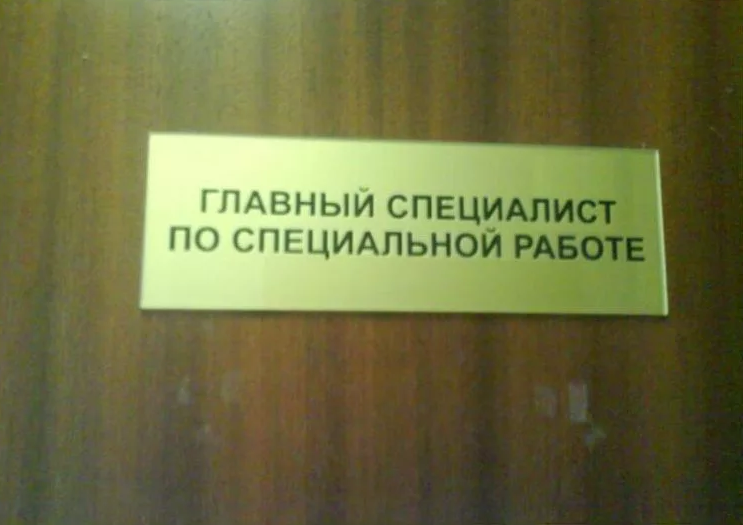 ГЛАВНЫЙ СПЕЦИАЛИСТ
ПО СПЕЦИАЛЬНОЙ РАБОТЕ